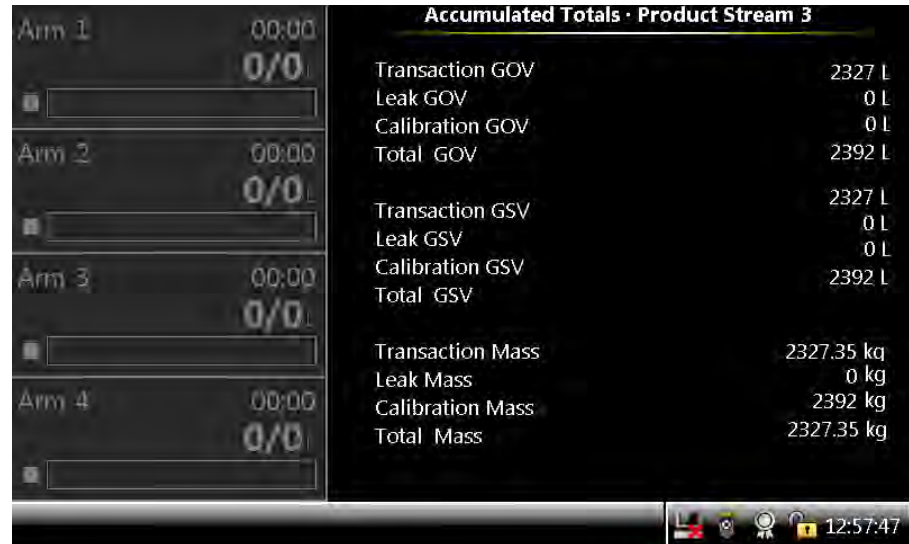 Arm 1 00:00
0/0 L
Arm 2 00:00
0/0 L
Arm 3 00:00
0/0 L
Arm 4 00:00
0/0 L
Accumulated Totals · Product Stream 3
Transaction GOV 2327 L
Leak GOV 0 L
Calibration GOV 0 L
Total GOV 2392 L
Transaction GSV 2327 L
Leak GSV 0 L
Calibration GSV 0 L
Total GSV 2392 L
Transaction Mass 2327.35 kg
Leak Mass 0 kg
Calibration Mass 2392 kg
Total Mass 2327.35 kg
12:57:47